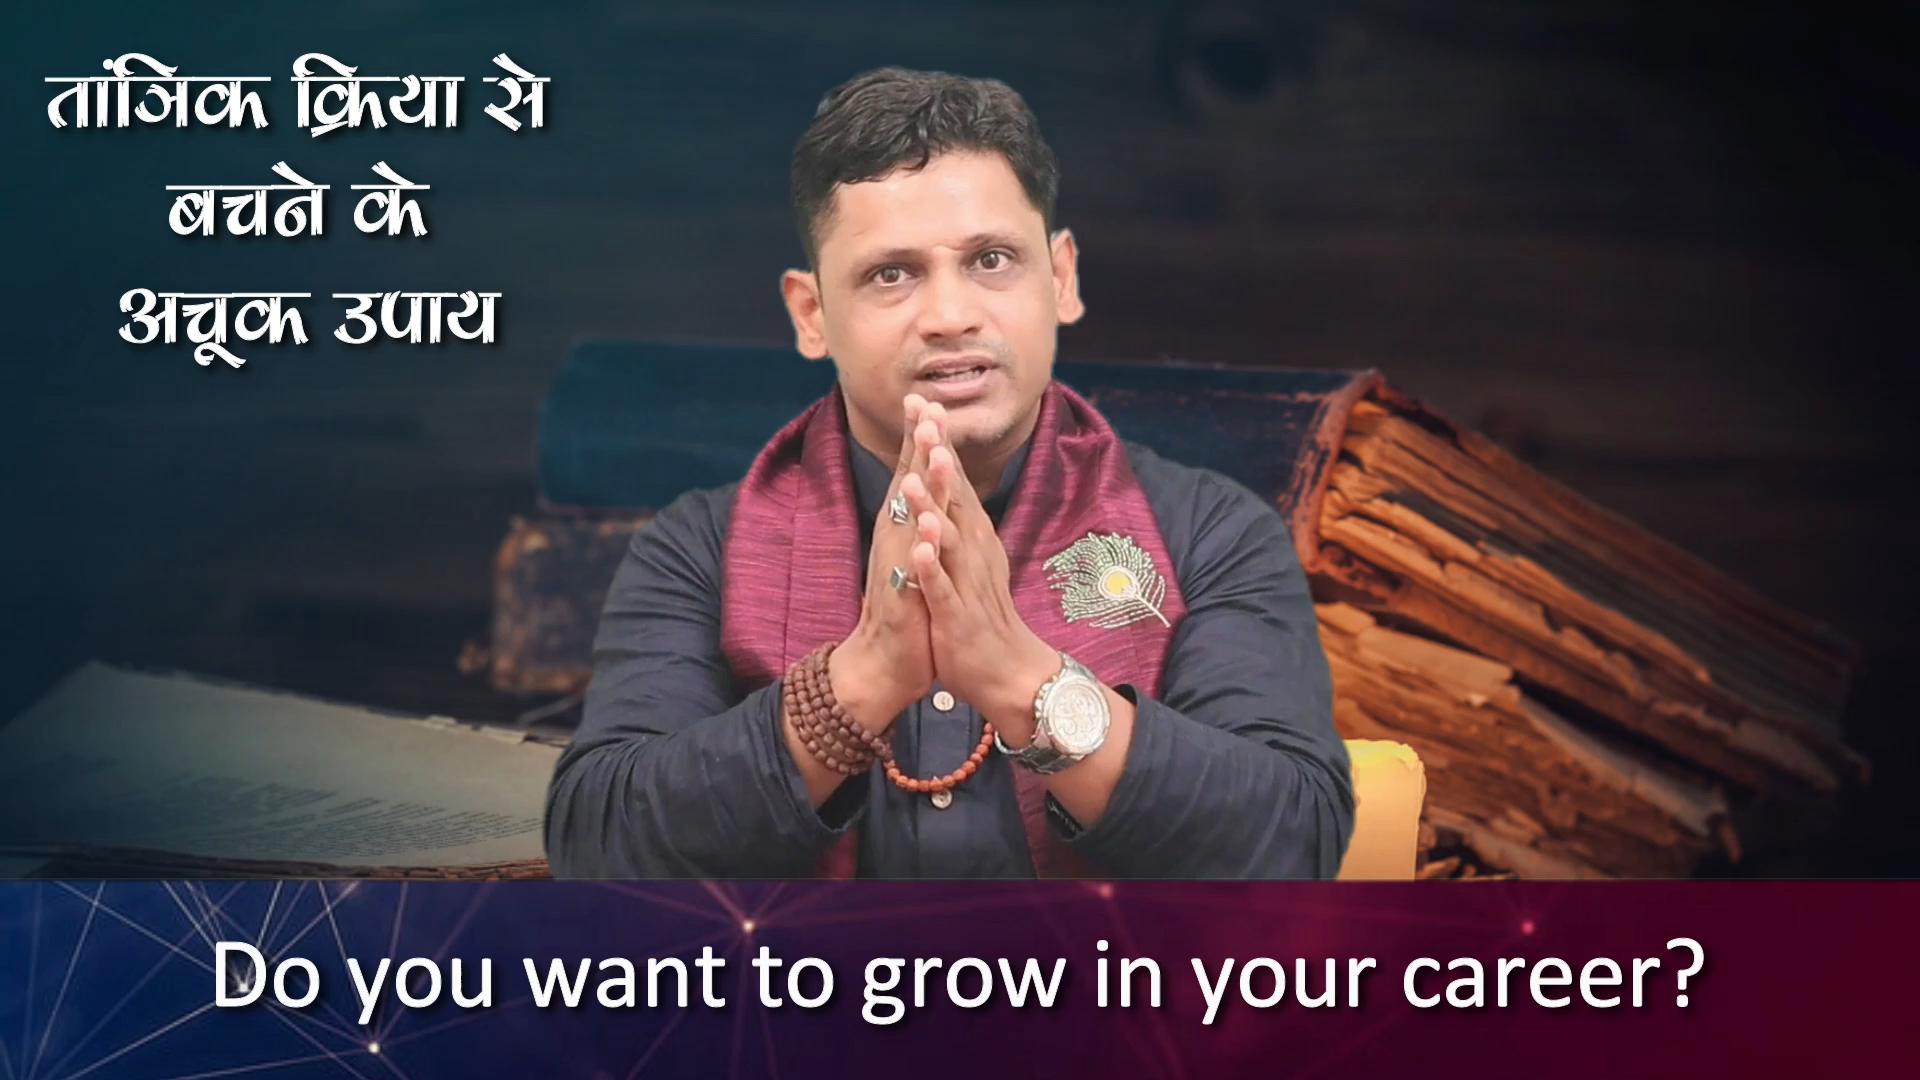 तांत्रिक क्रिया से
बचने के
अचूक उपाय
Do you want to grow in your career?